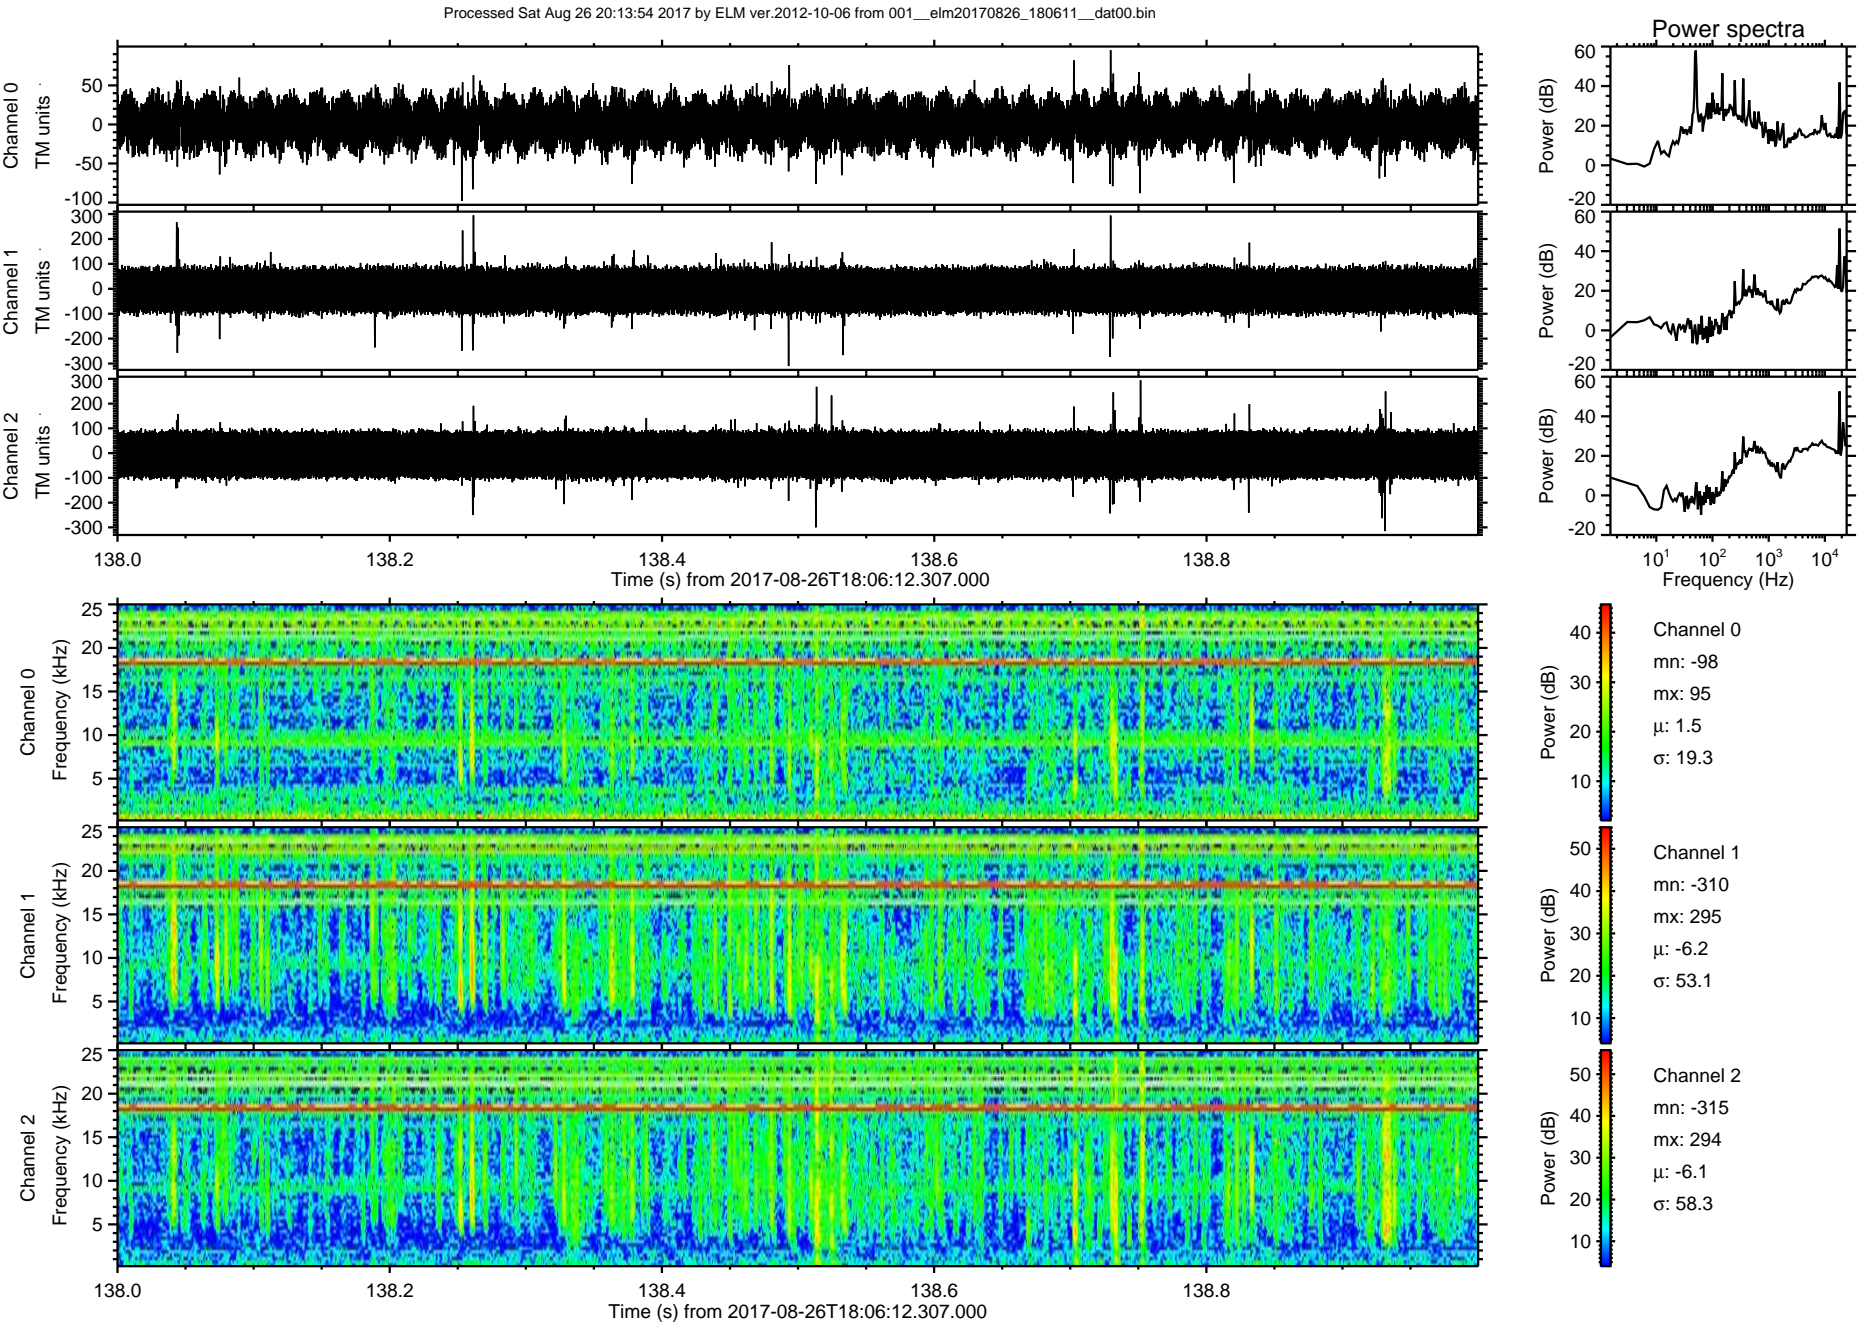 Processed Sat Aug 26 20:13:54 2017 by ELM ver.2012-10-06 from 001__elm20170826_180611__dat00.bin
Power spectra
Channel 0
TM units
50
0
-50
-100
Power (dB)
60
40
20
0
-20
Channel 1
TM units
300
200
100
0
-100
-200
-300
Power (dB)
60
40
20
0
-20
Channel 2
TM units
300
200
100
0
-100
-200
-300
Power (dB)
60
40
20
0
-20
138.0 138.2 138.4 138.6 138.8
Time (s) from 2017-08-26T18:06:12.307.000
10^1 10^2 10^3 10^4
Frequency (Hz)
Channel 0
Frequency (kHz)
25
20
15
10
5
Power (dB)
40
30
20
10
Channel 0
mn: -98
mx: 95
μ: 1.5
σ: 19.3
Channel 1
Frequency (kHz)
25
20
15
10
5
Power (dB)
50
40
30
20
10
Channel 1
mn: -310
mx: 295
μ: -6.2
σ: 53.1
Channel 2
Frequency (kHz)
25
20
15
10
5
Power (dB)
50
40
30
20
10
Channel 2
mn: -315
mx: 294
μ: -6.1
σ: 58.3
138.0 138.2 138.4 138.6 138.8
Time (s) from 2017-08-26T18:06:12.307.000